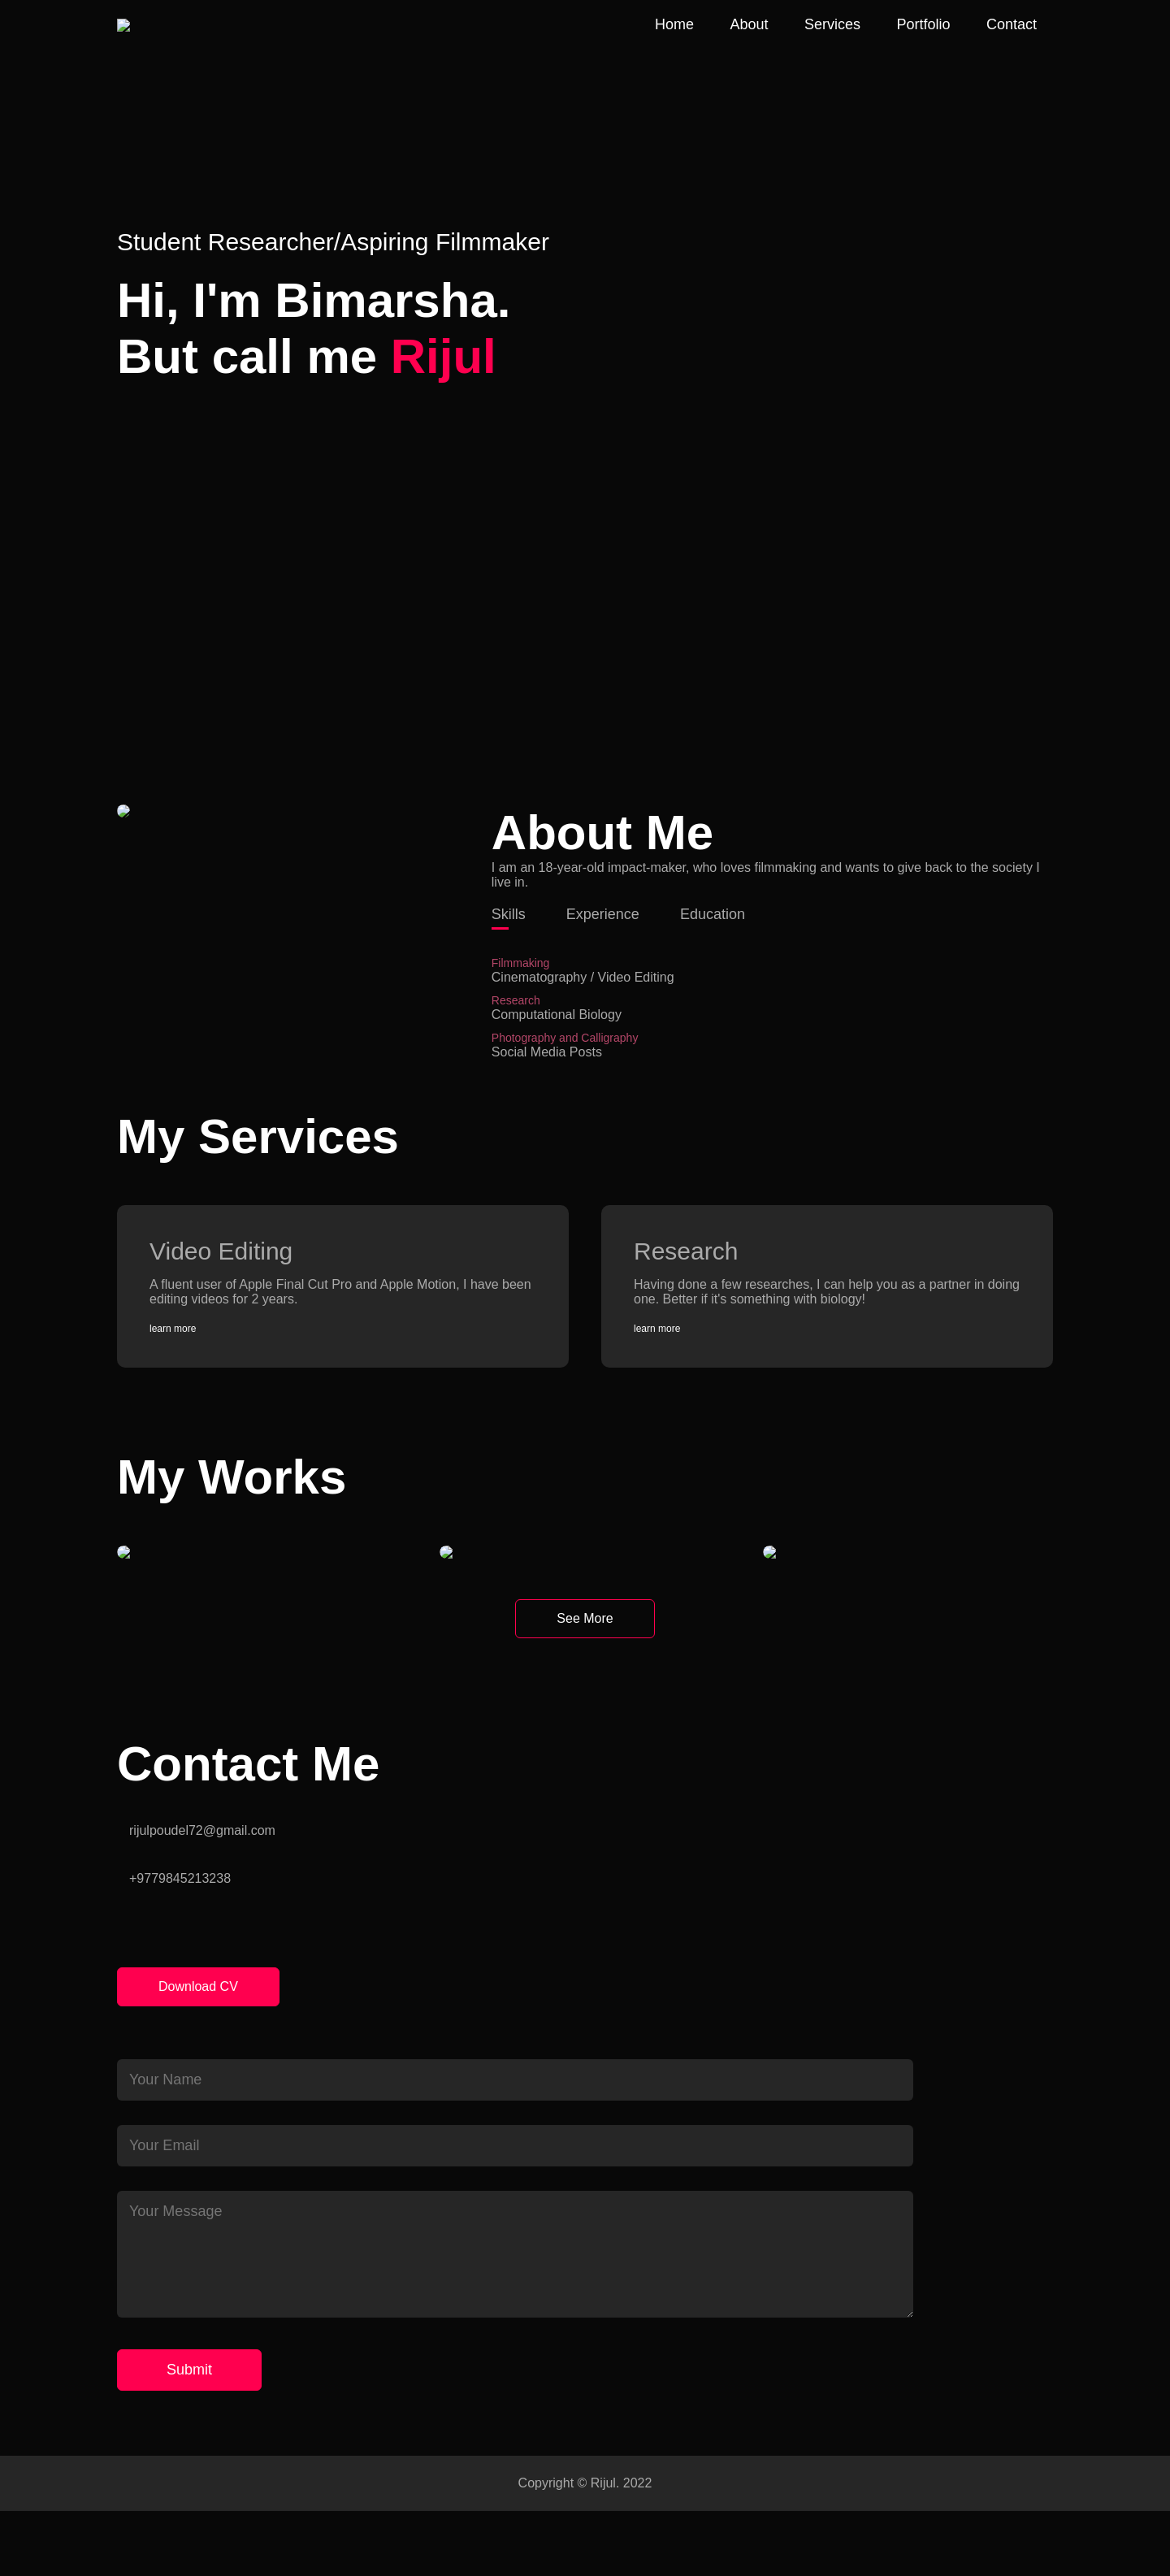 Home About Services Portfolio Contact
Student Researcher/Aspiring Filmmaker
Hi, I'm Bimarsha.
But call me Rijul
About Me
I am an 18-year-old impact-maker, who loves filmmaking and wants to give back to the society I
live in.
Skills Experience Education
Filmmaking
Cinematography / Video Editing
Research
Computational Biology
Photography and Calligraphy
Social Media Posts
My Services
Video Editing
A fluent user of Apple Final Cut Pro and Apple Motion, I have been
editing videos for 2 years.
learn more
Research
Having done a few researches, I can help you as a partner in doing
one. Better if it's something with biology!
learn more
My Works
See More
Contact Me
rijulpoudel72@gmail.com
+9779845213238
Download CV
Your Name
Your Email
Your Message
Submit
Copyright © Rijul. 2022